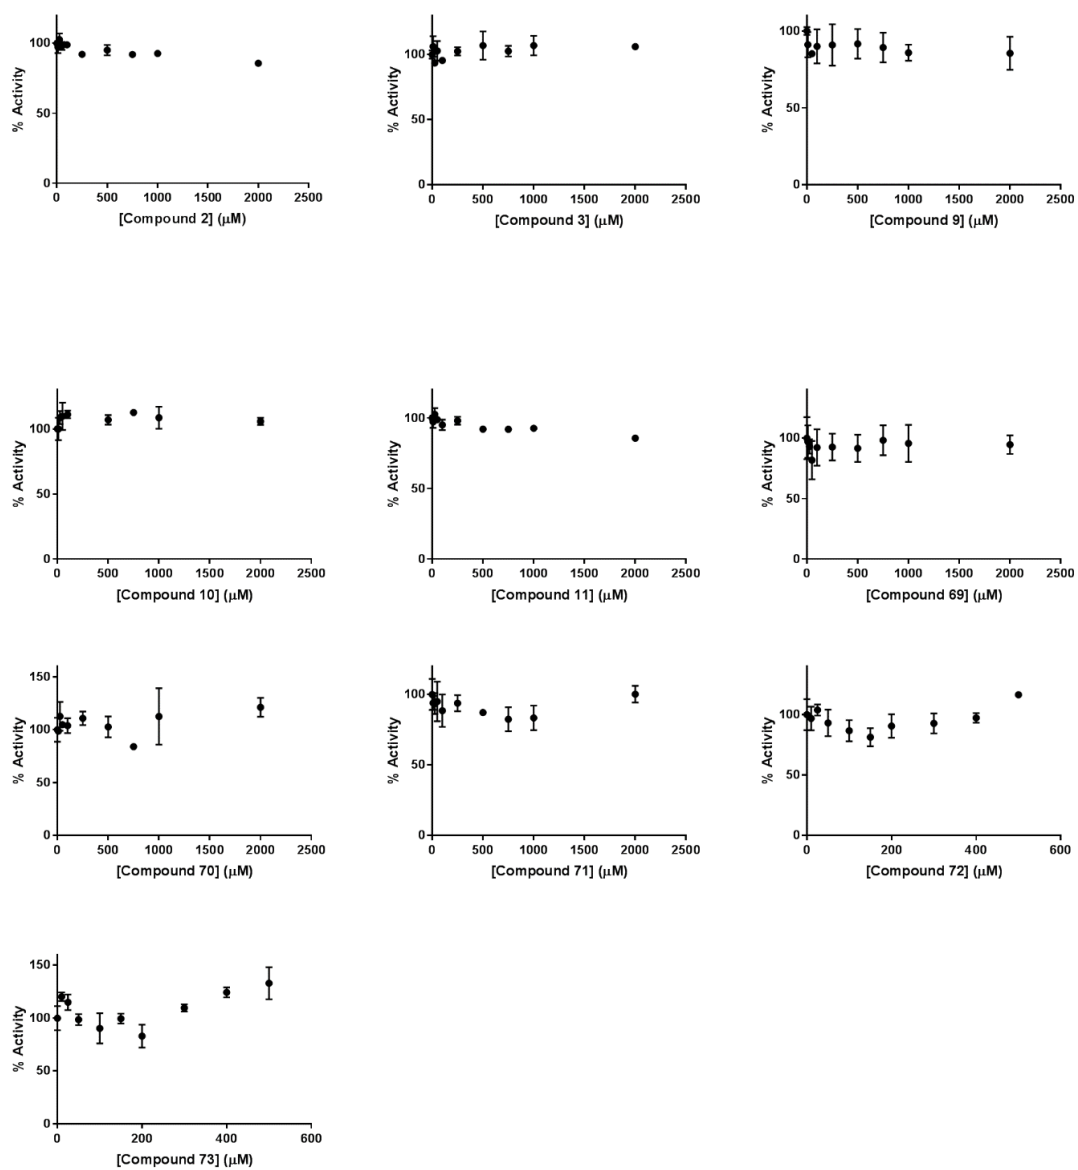 100
50
0
% Activity
0 500 1000 1500 2000 2500
[Compound 2] (μM)
100
50
0
% Activity
0 500 1000 1500 2000 2500
[Compound 3] (μM)
100
50
0
% Activity
0 500 1000 1500 2000 2500
[Compound 9] (μM)
100
50
0
% Activity
0 500 1000 1500 2000 2500
[Compound 10] (μM)
100
50
0
% Activity
0 500 1000 1500 2000 2500
[Compound 11] (μM)
100
50
0
% Activity
0 500 1000 1500 2000 2500
[Compound 69] (μM)
150
100
50
0
% Activity
0 500 1000 1500 2000 2500
[Compound 70] (μM)
100
50
0
% Activity
0 500 1000 1500 2000 2500
[Compound 71] (μM)
100
50
0
% Activity
0 200 400 600
[Compound 72] (μM)
150
100
50
0
% Activity
0 200 400 600
[Compound 73] (μM)